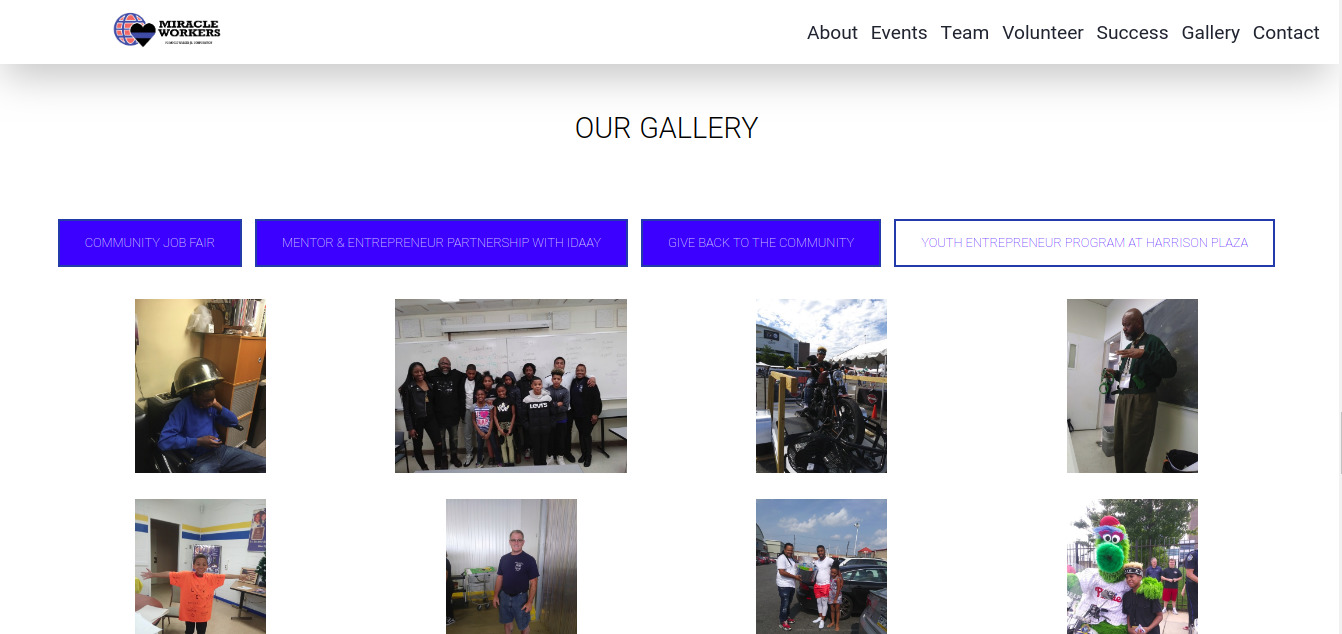 MIRACLE
WORKERS
About Events Team Volunteer Success Gallery Contact
OUR GALLERY
COMMUNITY JOB FAIR
MENTOR & ENTREPRENEUR PARTNERSHIP WITH IDAAY
GIVE BACK TO THE COMMUNITY
YOUTH ENTREPRENEUR PROGRAM AT HARRISON PLAZA
LEVI'S